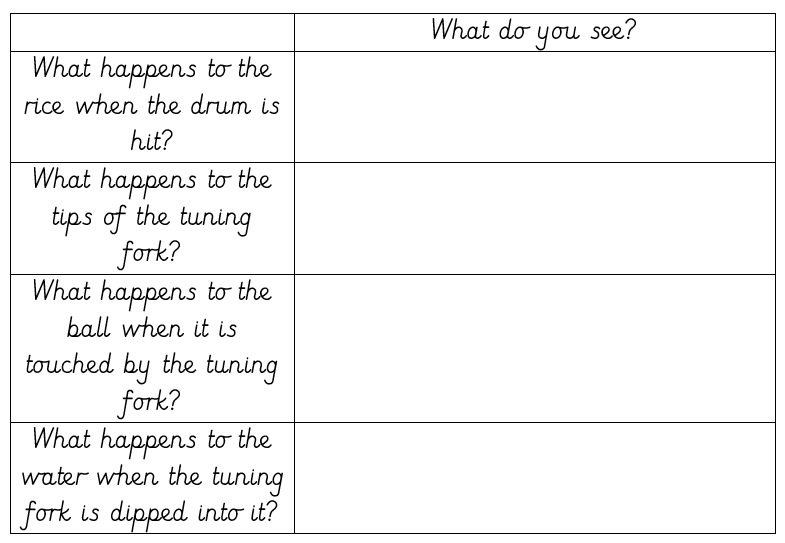 What do you see?
What happens to the
rice when the drum is
hit?
What happens to the
tips of the tuning
fork?
What happens to the
ball when it is
touched by the tuning
fork?
What happens to the
water when the tuning
fork is dipped into it?